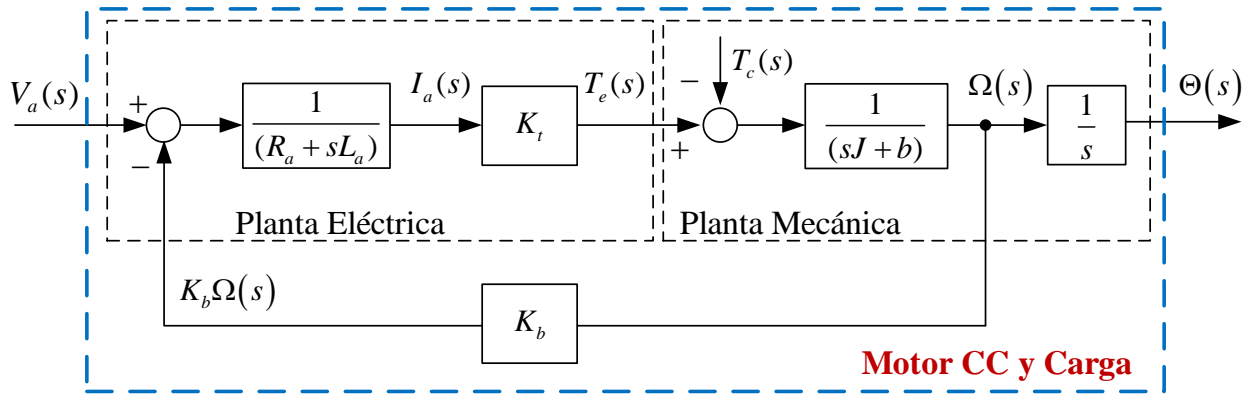 V_a(s)
+
−
1
(R_a + sL_a)
I_a(s)
K_t
T_e(s)
+
−
T_c(s)
1
(sJ + b)
Ω(s)
1
s
Θ(s)
Planta Eléctrica
Planta Mecánica
K_bΩ(s)
K_b
Motor CC y Carga